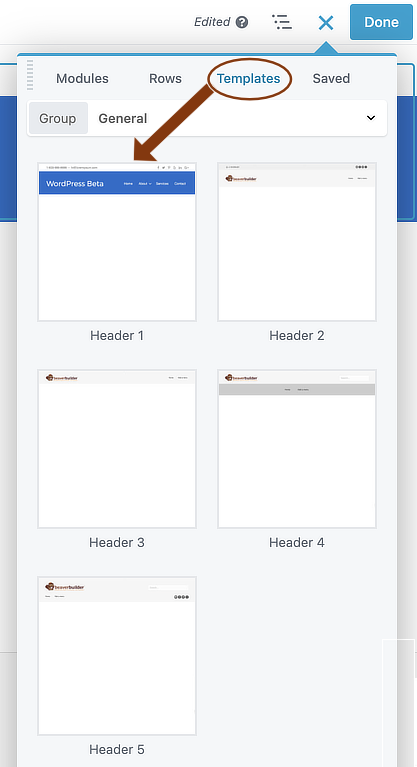 Edited ? Done
Modules Rows Templates Saved
Group General
WordPress Beta Home About Services Contact
beaverbuilder
Header 1 Header 2
beaverbuilder
beaverbuilder
Header 3 Header 4
beaverbuilder
Header 5